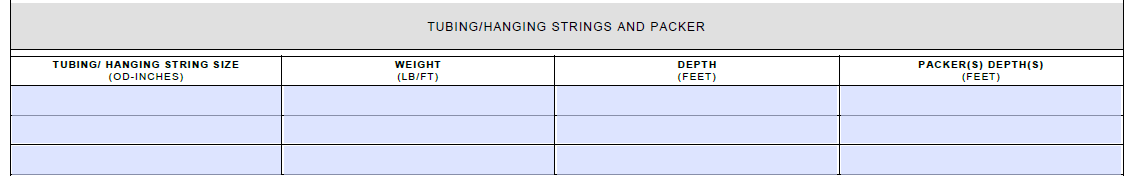 TUBING/HANGING STRINGS AND PACKER
TUBING/ HANGING STRING SIZE
(OD-INCHES)
WEIGHT
(LB/FT)
DEPTH
(FEET)
PACKER(S) DEPTH(S)
(FEET)